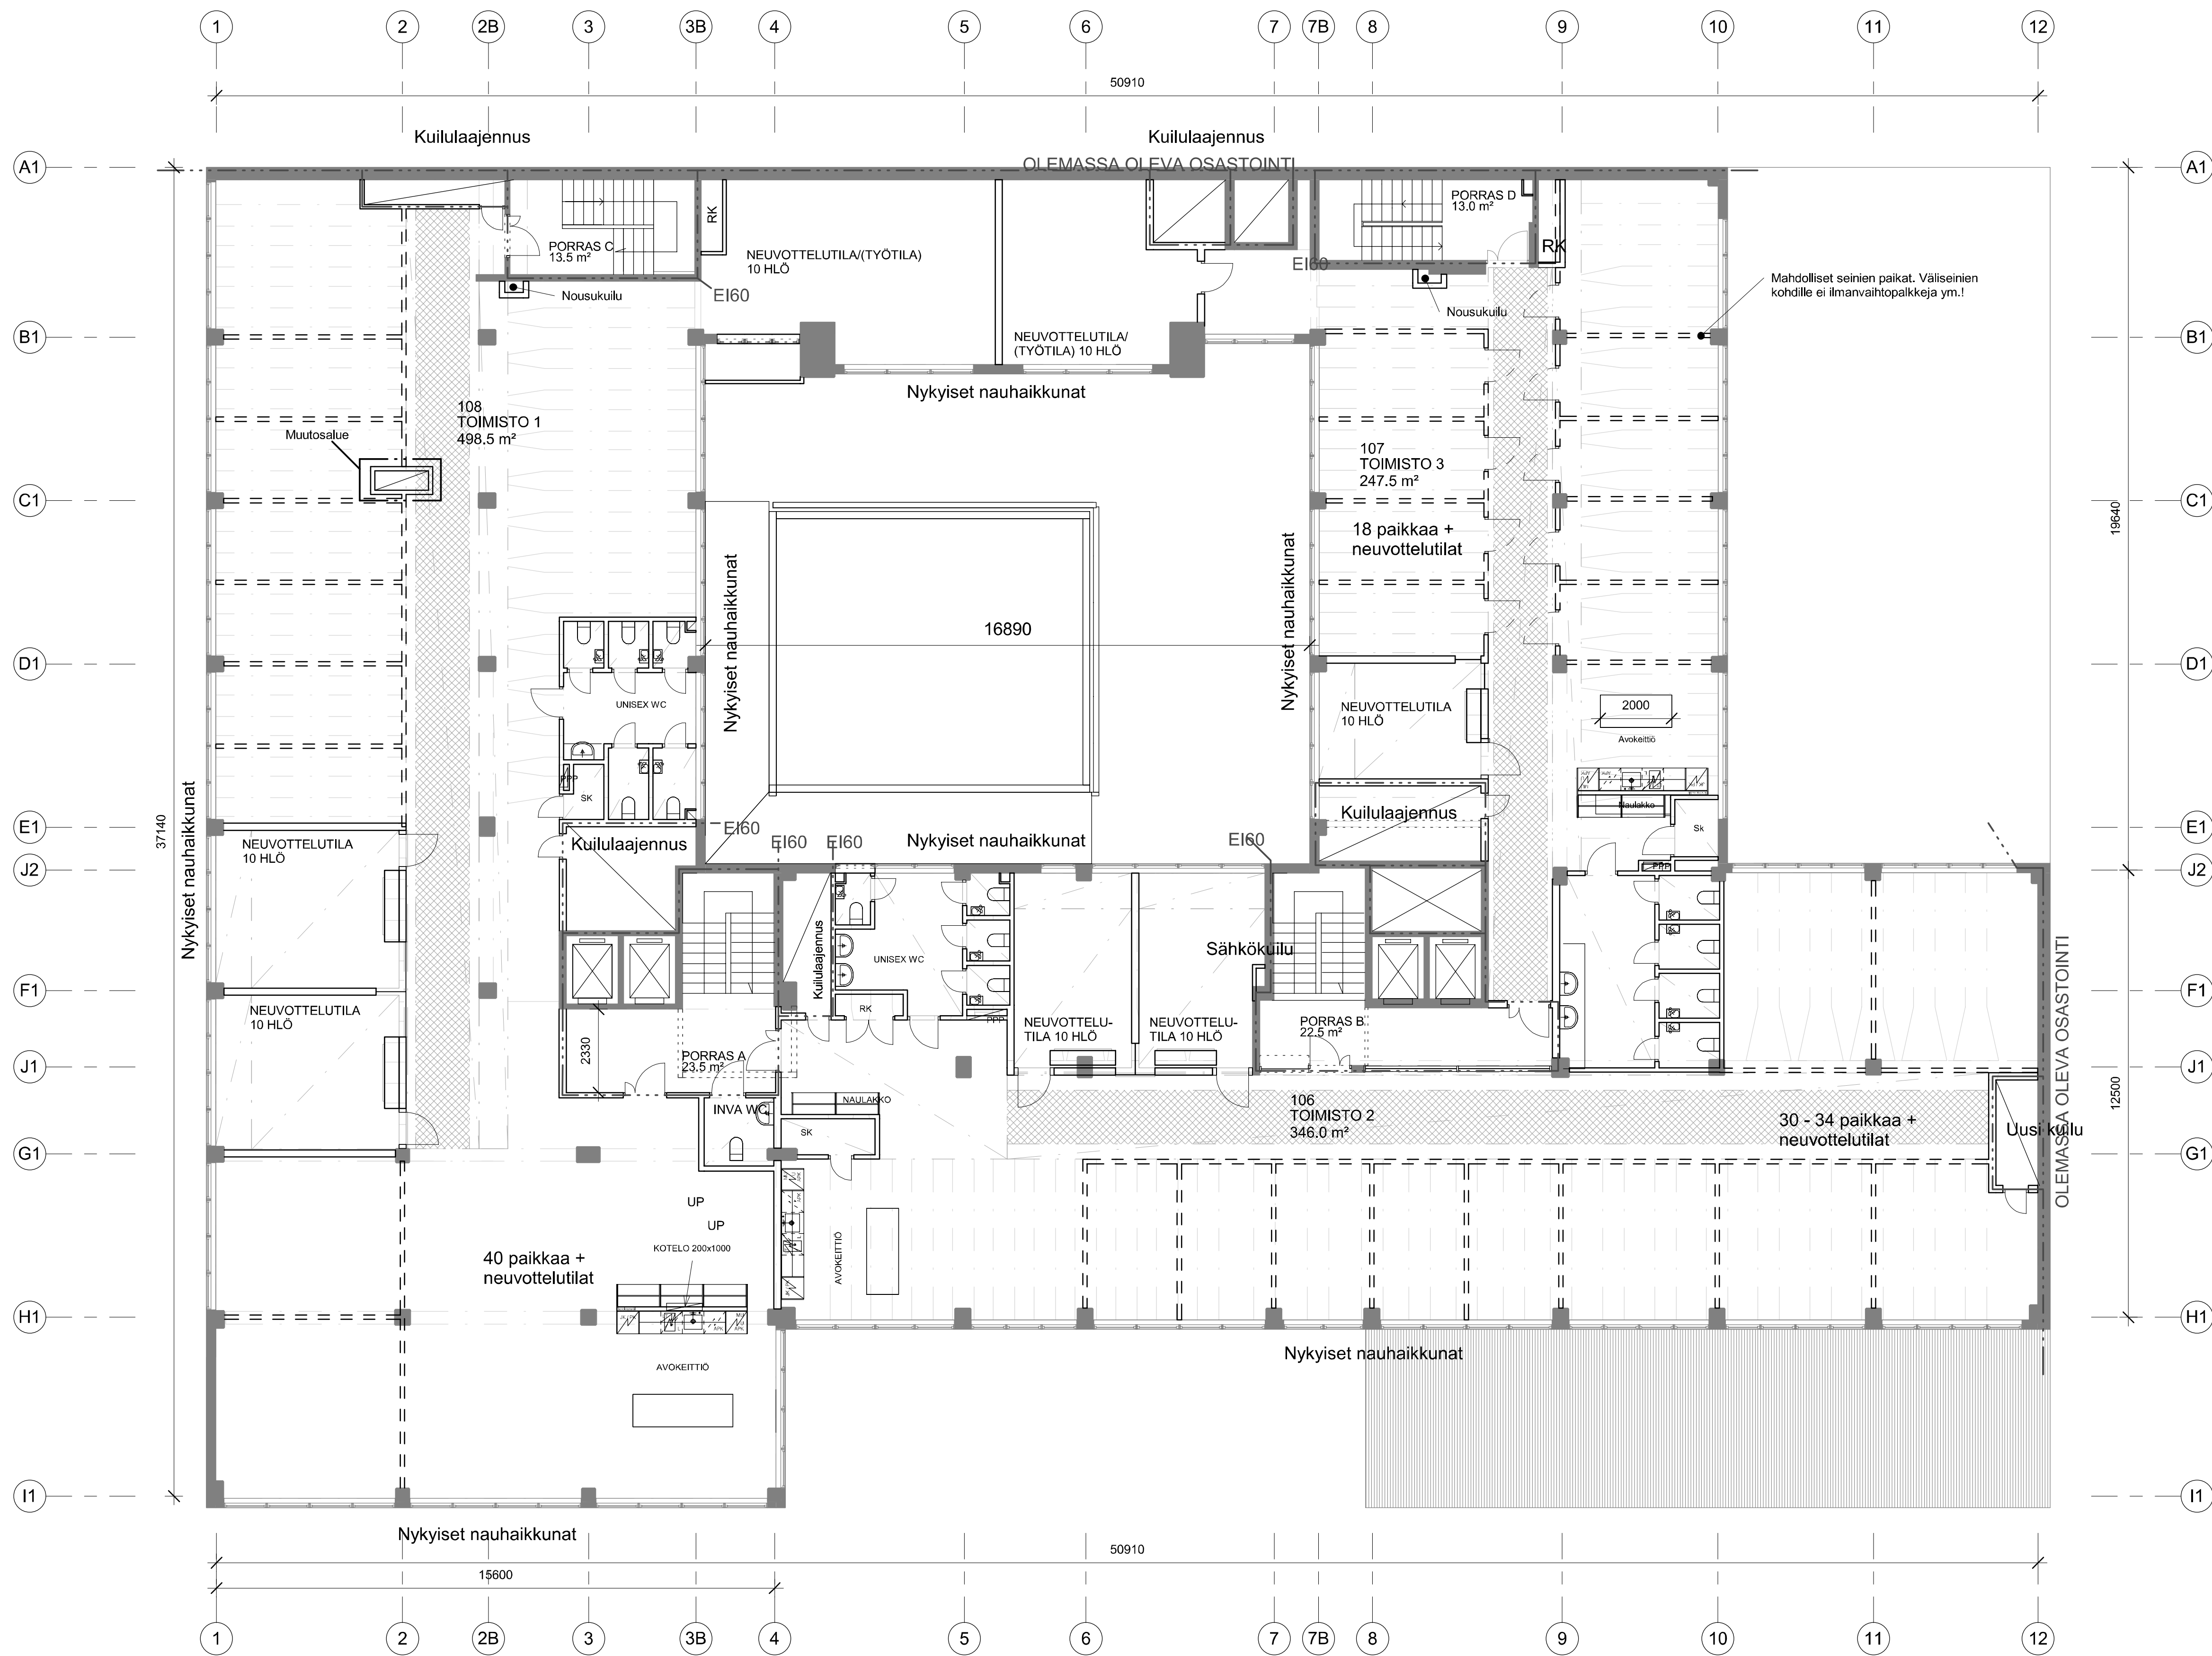 1 2 2B 3 3B 4 5 6 7 7B 8 9 10 11 12
50910
Kuilulaajennus
Kuilulaajennus
OLEMASSA OLEVA OSASTOINTI
A1
A1
PORRAS C
13.5 m²
RK
NEUVOTTELUTILA/(TYÖTILA)
10 HLÖ
PORRAS D
13.0 m²
RK
EI60
EI60
Nousukuilu
Nousukuilu
Mahdolliset seinien paikat. Väliseinien
kohdille ei ilmanvaihtopalkkeja ym.!
B1
B1
NEUVOTTELUTILA/
(TYÖTILA) 10 HLÖ
Nykyiset nauhaikkunat
108
TOIMISTO 1
498.5 m²
Muutosalue
107
TOIMISTO 3
247.5 m²
C1
C1
19640
18 paikkaa +
neuvottelutilat
Nykyiset nauhaikkunat
Nykyiset nauhaikkunat
16890
D1
D1
UNISEX WC
NEUVOTTELUTILA
10 HLÖ
2000
Avokeittiö
PPP
SK
Naulakko
Sk
PPP
37140
Nykyiset nauhaikkunat
E1
E1
NEUVOTTELUTILA
10 HLÖ
Kuilulaajennus
EI60
EI60
EI60
Nykyiset nauhaikkunat
EI60
Kuilulaajennus
J2
J2
Kuilulaajennus
UNISEX WC
Sähkökuilu
F1
F1
NEUVOTTELUTILA
10 HLÖ
RK
PPP
NEUVOTTELU-
TILA 10 HLÖ
NEUVOTTELU-
TILA 10 HLÖ
PORRAS B
22.5 m²
2330
PORRAS A
23.5 m²
J1
J1
OLEMASSA OLEVA OSASTOINTI
12500
INVA WC
NAULAKKO
SK
106
TOIMISTO 2
346.0 m²
30 - 34 paikkaa +
neuvottelutilat
Uusi kuilu
G1
G1
UP
UP
KOTELO 200x1000
40 paikkaa +
neuvottelutilat
AVOKEITTIÖ
H1
H1
AVOKEITTIÖ
Nykyiset nauhaikkunat
I1
I1
Nykyiset nauhaikkunat
50910
15600
1 2 2B 3 3B 4 5 6 7 7B 8 9 10 11 12